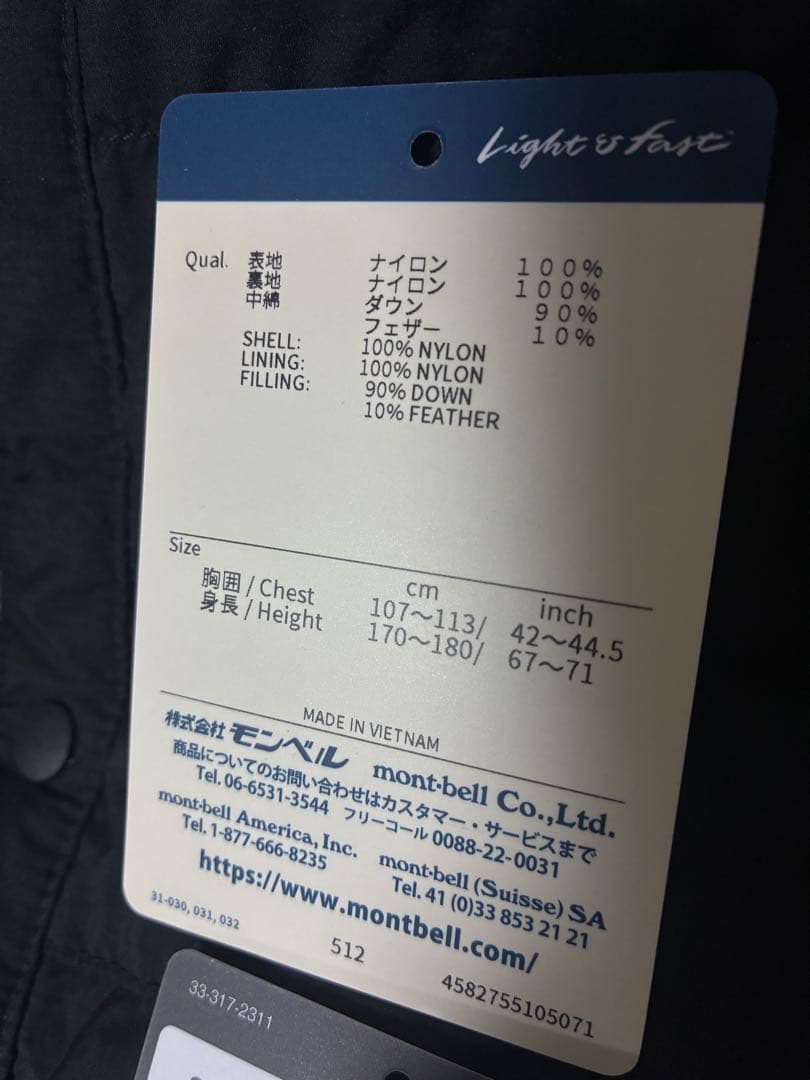 Light & fast™
Qual. 表地 ナイロン 100%
裏地 ナイロン 100%
中綿 ダウン 90%
フェザー 10%
SHELL: 100% NYLON
LINING: 100% NYLON
FILLING: 90% DOWN
10% FEATHER
Size
cm inch
胸囲 / Chest 107〜113/ 42〜44.5
身長 / Height 170〜180/ 67〜71
MADE IN VIETNAM
株式会社 モンベル mont-bell Co.,Ltd.
商品についてのお問い合わせはカスタマー・サービスまで
Tel. 06-6531-3544 フリーコール 0088-22-0031
mont-bell America, Inc. mont-bell (Suisse) SA
Tel. 1-877-666-8235 Tel. 41 (0)33 853 21 21
https://www.montbell.com/
31-030, 031, 032
512
4582755105071
33-317-2311